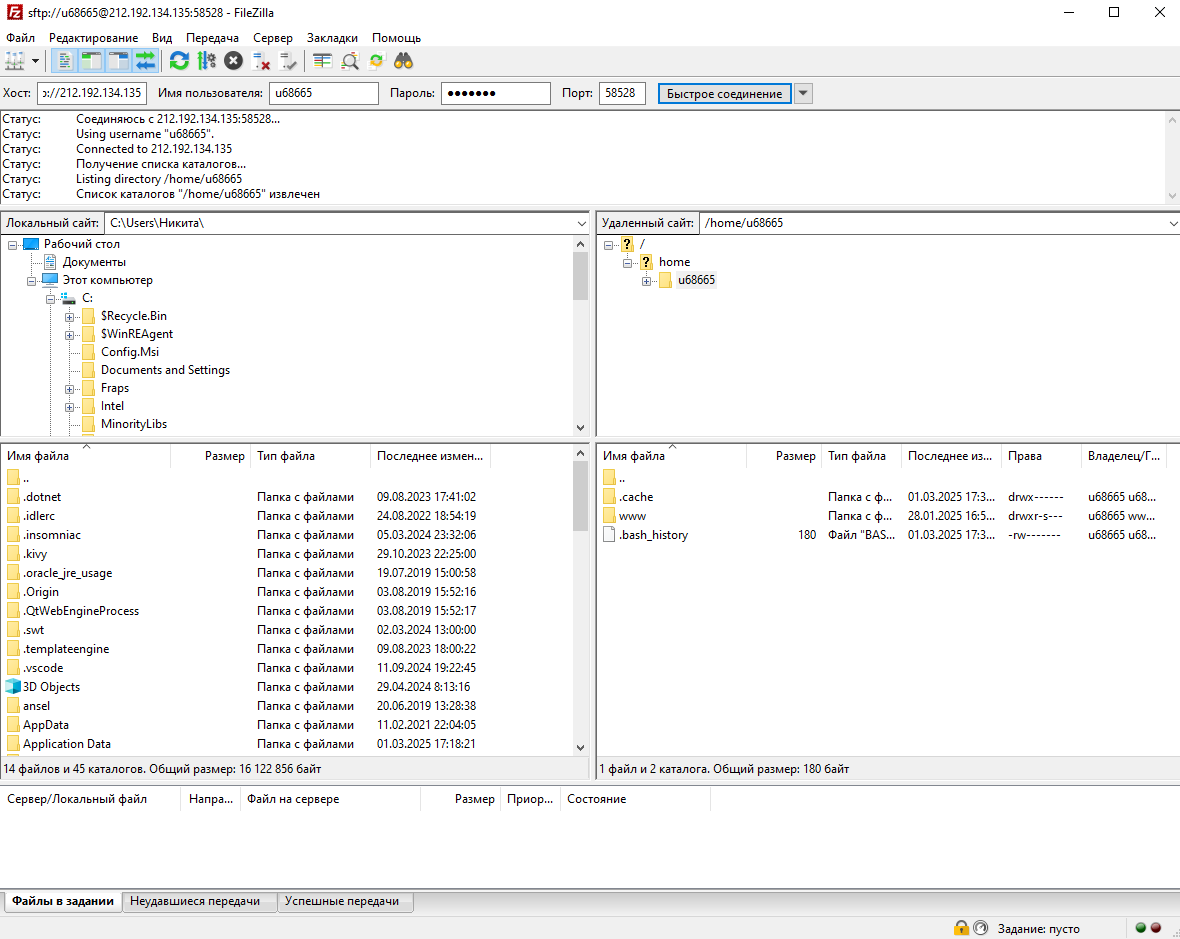 sftp://u68665@212.192.134.135:58528 - FileZilla
Файл Редактирование Вид Передача Сервер Закладки Помощь
Хост: ɔ://212.192.134.135 Имя пользователя: u68665 Пароль: ●●●●●●● Порт: 58528 Быстрое соединение
Статус: Соединяюсь с 212.192.134.135:58528...
Статус: Using username "u68665".
Статус: Connected to 212.192.134.135
Статус: Получение списка каталогов...
Статус: Listing directory /home/u68665
Статус: Список каталогов "/home/u68665" извлечен
Локальный сайт: C:\Users\Никита\
Рабочий стол
Документы
Этот компьютер
C:
$Recycle.Bin
$WinREAgent
Config.Msi
Documents and Settings
Fraps
Intel
MinorityLibs
Удаленный сайт: /home/u68665
/
home
u68665
Имя файла Размер Тип файла Последнее измен...
..
.dotnet Папка с файлами 09.08.2023 17:41:02
.idlerc Папка с файлами 24.08.2022 18:54:19
.insomniac Папка с файлами 05.03.2024 23:32:06
.kivy Папка с файлами 29.10.2023 22:25:00
.oracle_jre_usage Папка с файлами 19.07.2019 15:00:58
.Origin Папка с файлами 03.08.2019 15:52:16
.QtWebEngineProcess Папка с файлами 03.08.2019 15:52:17
.swt Папка с файлами 02.03.2024 13:00:00
.templateengine Папка с файлами 09.08.2023 18:00:22
.vscode Папка с файлами 11.09.2024 19:22:45
3D Objects Папка с файлами 29.04.2024 8:13:16
ansel Папка с файлами 20.06.2019 13:28:38
AppData Папка с файлами 11.02.2021 22:04:05
Application Data Папка с файлами 01.03.2025 17:18:21
14 файлов и 45 каталогов. Общий размер: 16 122 856 байт
Имя файла Размер Тип файла Последнее из... Права Владелец/Г...
..
.cache Папка с ф... 01.03.2025 17:3... drwx------ u68665 u68...
www Папка с ф... 28.01.2025 16:5... drwxr-s--- u68665 ww...
.bash_history 180 Файл "BAS... 01.03.2025 17:3... -rw------- u68665 u68...
1 файл и 2 каталога. Общий размер: 180 байт
Сервер/Локальный файл Напра... Файл на сервере Размер Приор... Состояние
Файлы в задании Неудавшиеся передачи Успешные передачи
Задание: пусто